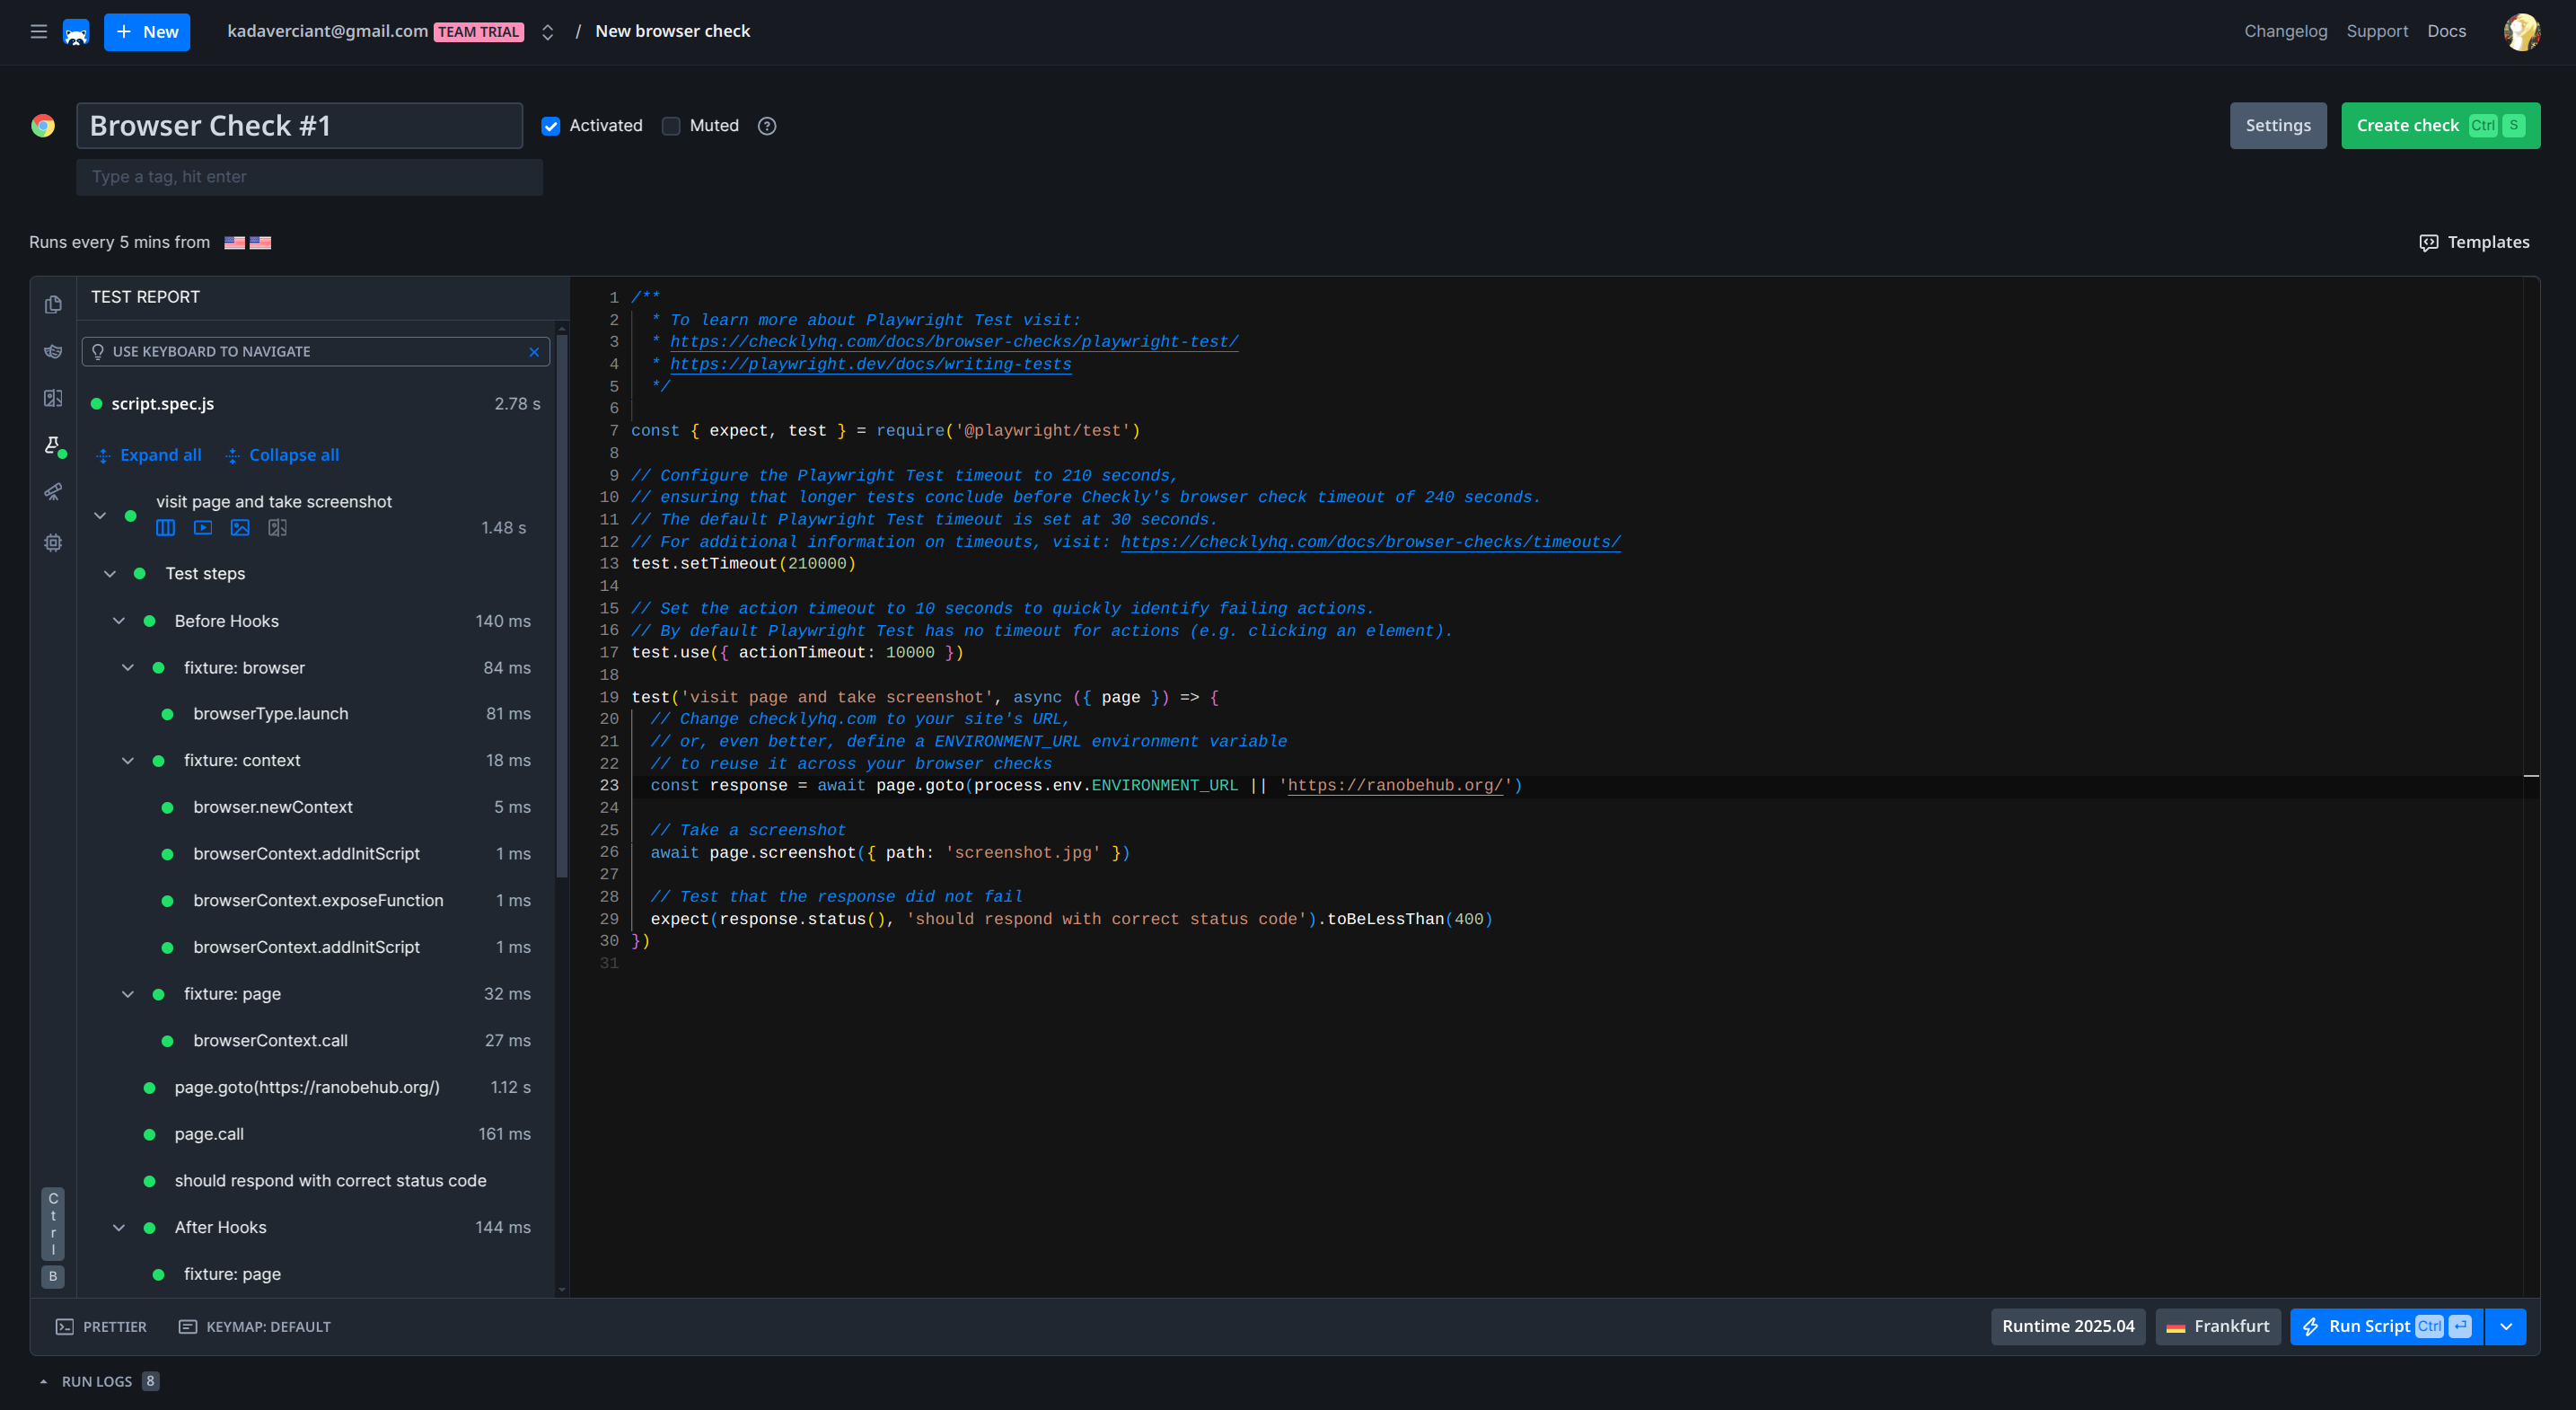 New
kadaverciant@gmail.com TEAM TRIAL / New browser check
Changelog Support Docs
Browser Check #1
Activated Muted
Settings
Create check Ctrl S
Type a tag, hit enter
Runs every 5 mins from
Templates
TEST REPORT
USE KEYBOARD TO NAVIGATE
script.spec.js 2.78 s
Expand all Collapse all
visit page and take screenshot
1.48 s
Test steps
Before Hooks 140 ms
fixture: browser 84 ms
browserType.launch 81 ms
fixture: context 18 ms
browser.newContext 5 ms
browserContext.addInitScript 1 ms
browserContext.exposeFunction 1 ms
browserContext.addInitScript 1 ms
fixture: page 32 ms
browserContext.call 27 ms
page.goto(https://ranobehub.org/) 1.12 s
page.call 161 ms
should respond with correct status code
After Hooks 144 ms
fixture: page
Ctrl
B
1 /**
2 * To learn more about Playwright Test visit:
3 * https://checklyhq.com/docs/browser-checks/playwright-test/
4 * https://playwright.dev/docs/writing-tests
5 */
6
7 const { expect, test } = require('@playwright/test')
8
9 // Configure the Playwright Test timeout to 210 seconds,
10 // ensuring that longer tests conclude before Checkly's browser check timeout of 240 seconds.
11 // The default Playwright Test timeout is set at 30 seconds.
12 // For additional information on timeouts, visit: https://checklyhq.com/docs/browser-checks/timeouts/
13 test.setTimeout(210000)
14
15 // Set the action timeout to 10 seconds to quickly identify failing actions.
16 // By default Playwright Test has no timeout for actions (e.g. clicking an element).
17 test.use({ actionTimeout: 10000 })
18
19 test('visit page and take screenshot', async ({ page }) => {
20 // Change checklyhq.com to your site's URL,
21 // or, even better, define a ENVIRONMENT_URL environment variable
22 // to reuse it across your browser checks
23 const response = await page.goto(process.env.ENVIRONMENT_URL || 'https://ranobehub.org/')
24
25 // Take a screenshot
26 await page.screenshot({ path: 'screenshot.jpg' })
27
28 // Test that the response did not fail
29 expect(response.status(), 'should respond with correct status code').toBeLessThan(400)
30 })
31
PRETTIER
KEYMAP: DEFAULT
Runtime 2025.04
Frankfurt
Run Script Ctrl ⏎
RUN LOGS 8